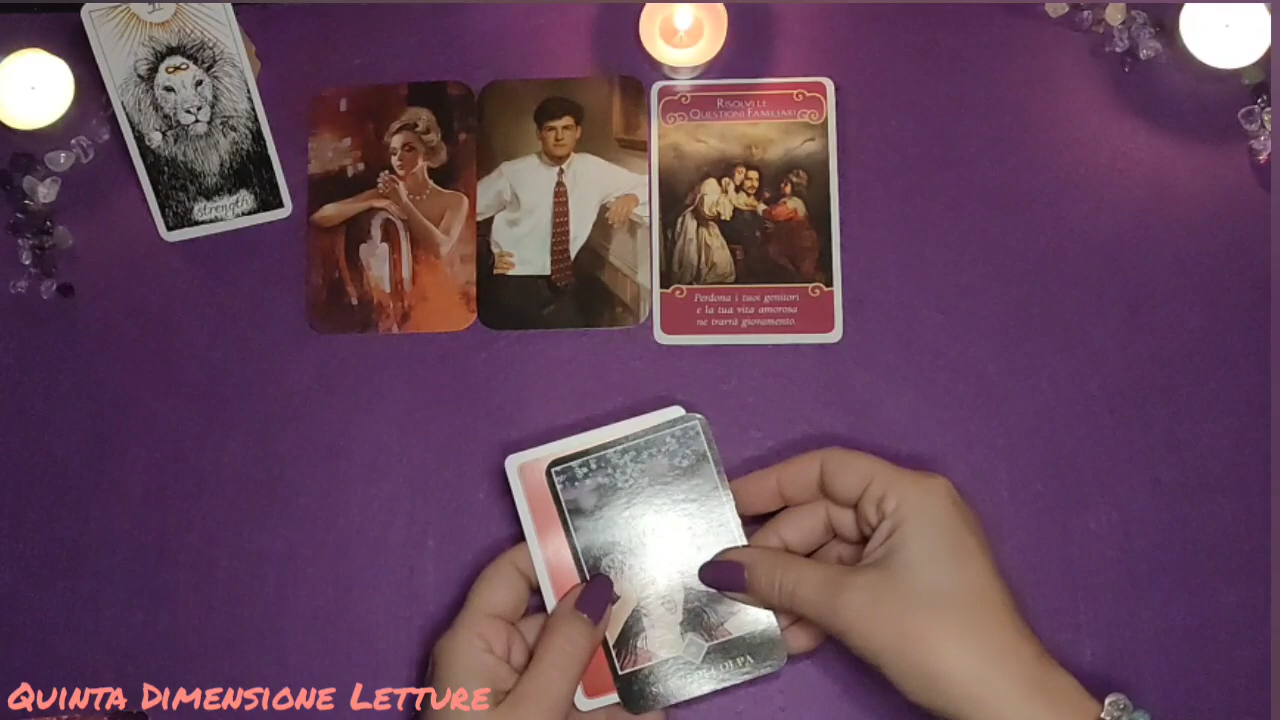 strength
RISOLVI LE
QUESTIONI FAMILIARI
Perdona i tuoi genitori
e la tua vita amorosa
ne trarrà giovamento.
QUINTA DIMENSIONE LETTURE